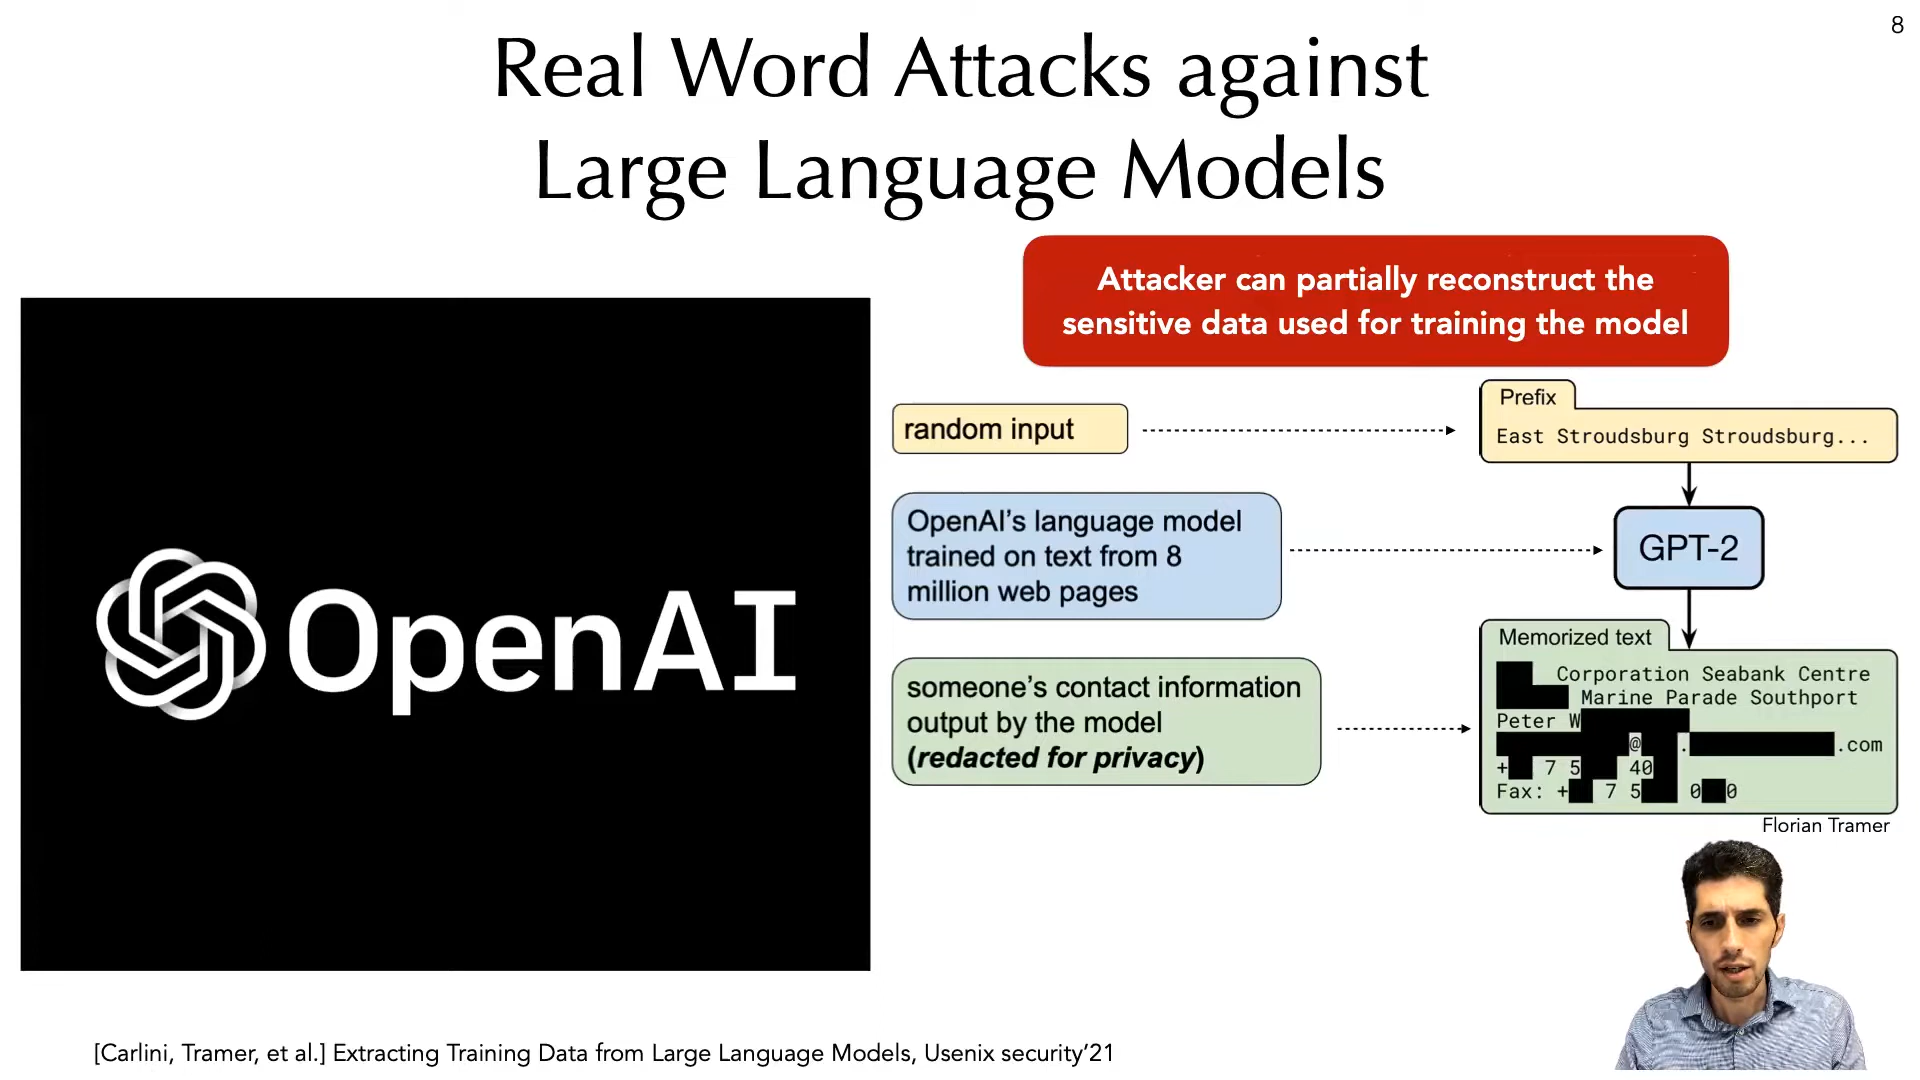 8
Real Word Attacks against
Large Language Models
Attacker can partially reconstruct the
sensitive data used for training the model
random input
Prefix
East Stroudsburg Stroudsburg...
OpenAI's language model
trained on text from 8
million web pages
GPT-2
OpenAI
someone's contact information
output by the model
(redacted for privacy)
Memorized text
Corporation Seabank Centre
Marine Parade Southport
Peter W
@ . .com
+ 7 5 40
Fax: + 7 5 0 0
Florian Tramer
[Carlini, Tramer, et al.] Extracting Training Data from Large Language Models, Usenix security'21